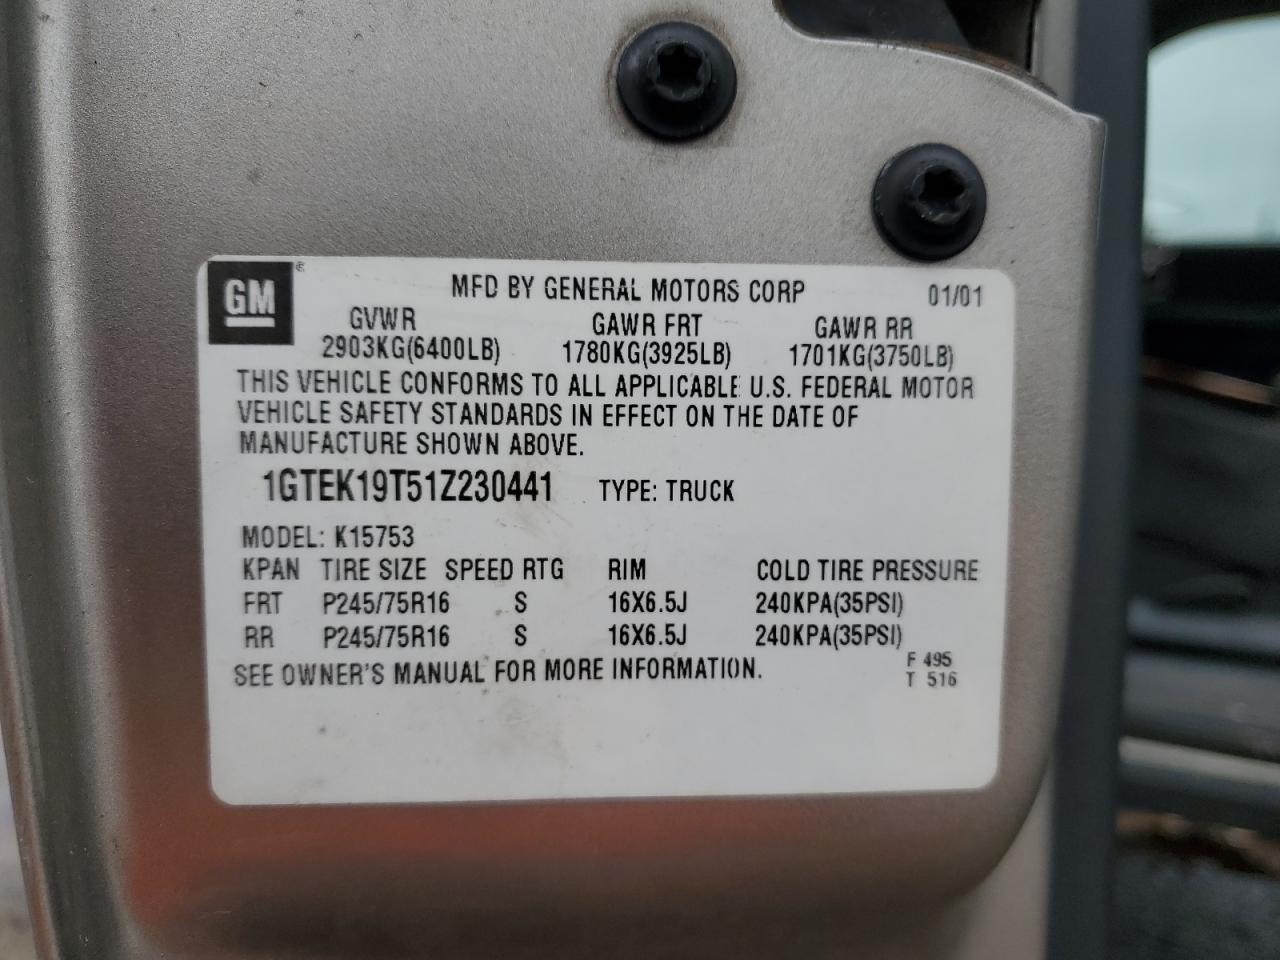 GM MFD BY GENERAL MOTORS CORP 01/01
GVWR GAWR FRT GAWR RR
2903KG(6400LB) 1780KG(3925LB) 1701KG(3750LB)
THIS VEHICLE CONFORMS TO ALL APPLICABLE U.S. FEDERAL MOTOR
VEHICLE SAFETY STANDARDS IN EFFECT ON THE DATE OF
MANUFACTURE SHOWN ABOVE.
1GTEK19T51Z230441 TYPE: TRUCK
MODEL: K15753
KPAN TIRE SIZE SPEED RTG RIM COLD TIRE PRESSURE
FRT P245/75R16 S 16X6.5J 240KPA(35PSI)
RR P245/75R16 S 16X6.5J 240KPA(35PSI)
SEE OWNER'S MANUAL FOR MORE INFORMATION. F 495
T 516